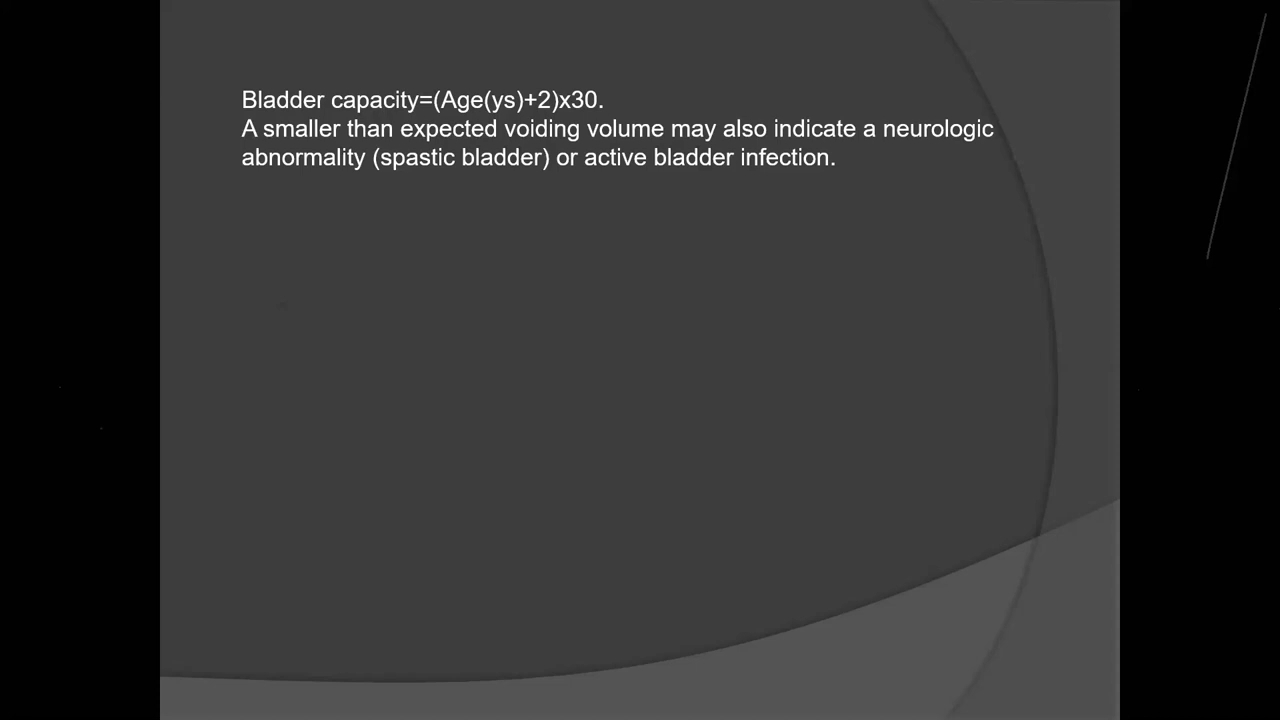 Bladder capacity=(Age(ys)+2)x30.
A smaller than expected voiding volume may also indicate a neurologic
abnormality (spastic bladder) or active bladder infection.